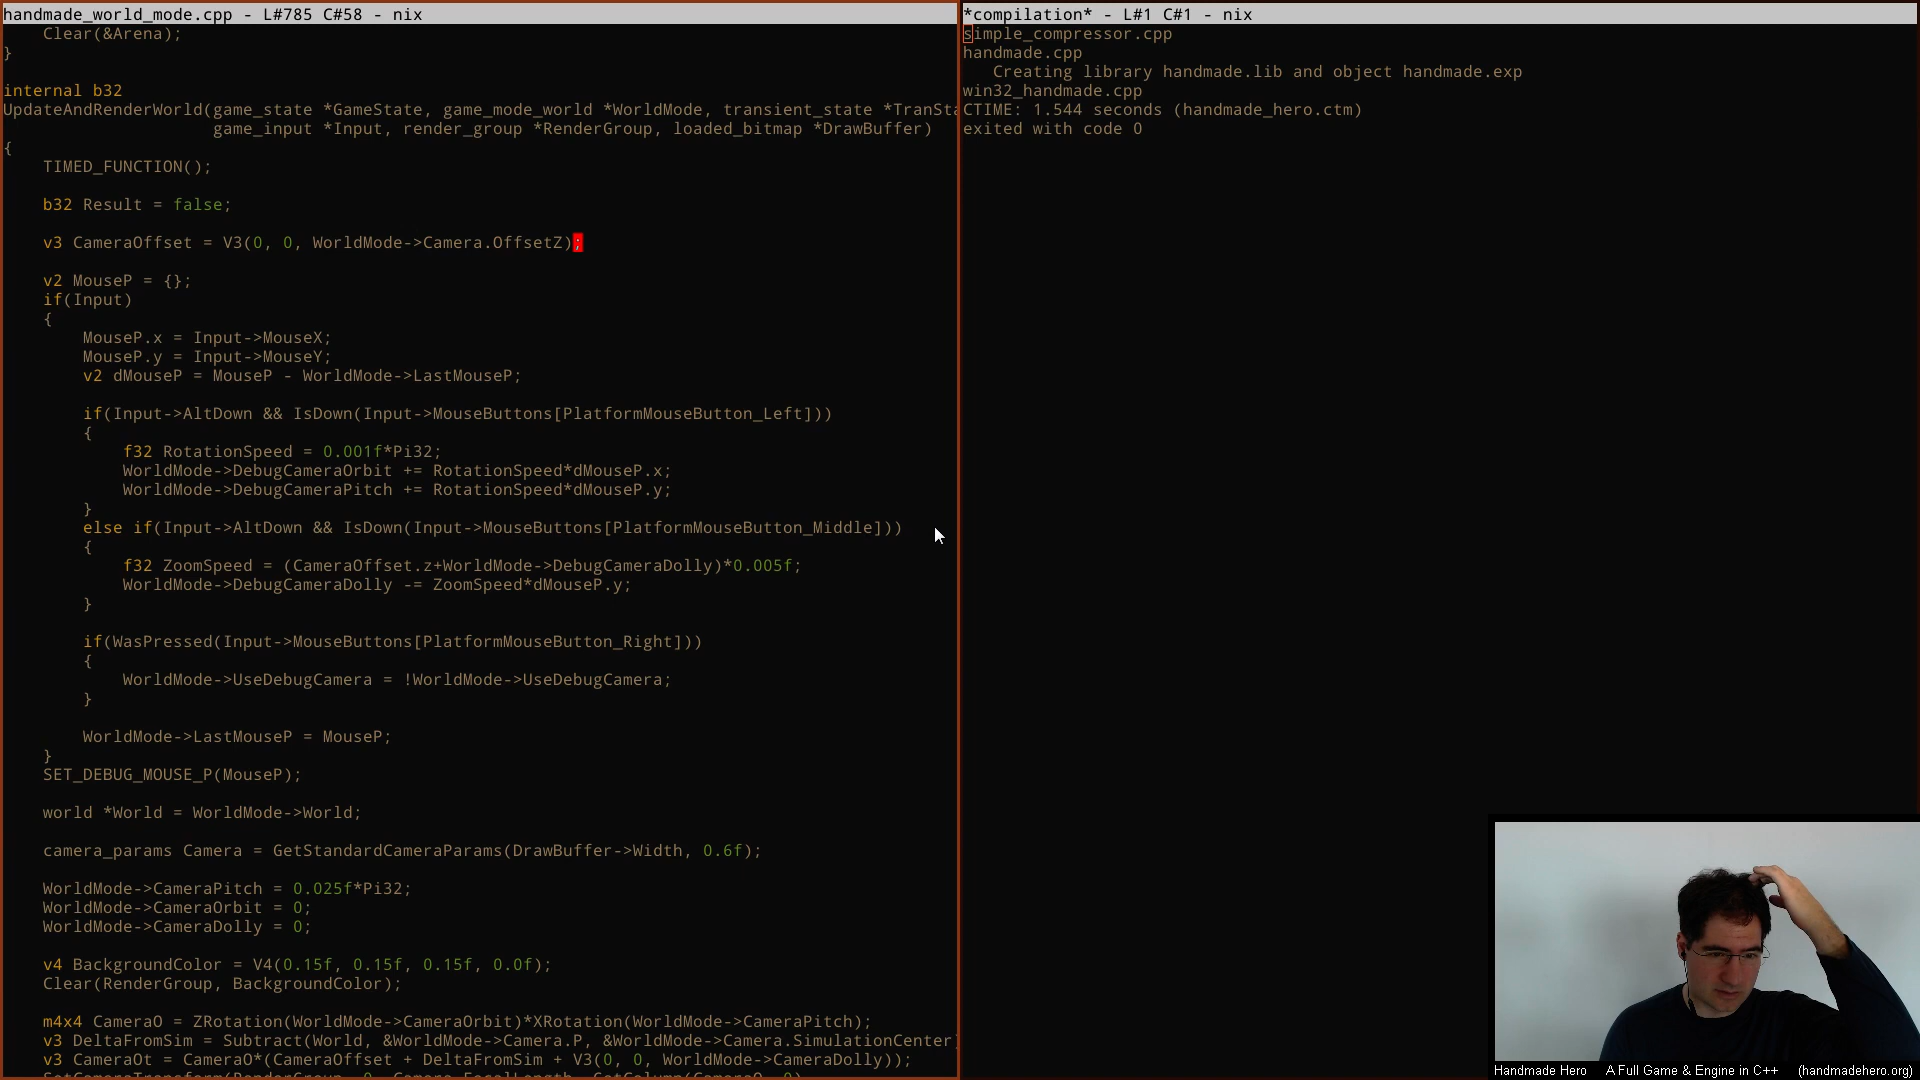 handmade_world_mode.cpp - L#785 C#58 - nix
    Clear(&Arena);
}
internal b32
UpdateAndRenderWorld(game_state *GameState, game_mode_world *WorldMode, transient_state *TranSta
                     game_input *Input, render_group *RenderGroup, loaded_bitmap *DrawBuffer)
{
    TIMED_FUNCTION();
    b32 Result = false;
    v3 CameraOffset = V3(0, 0, WorldMode->Camera.OffsetZ);
    v2 MouseP = {};
    if(Input)
    {
        MouseP.x = Input->MouseX;
        MouseP.y = Input->MouseY;
        v2 dMouseP = MouseP - WorldMode->LastMouseP;
        if(Input->AltDown && IsDown(Input->MouseButtons[PlatformMouseButton_Left]))
        {
            f32 RotationSpeed = 0.001f*Pi32;
            WorldMode->DebugCameraOrbit += RotationSpeed*dMouseP.x;
            WorldMode->DebugCameraPitch += RotationSpeed*dMouseP.y;
        }
        else if(Input->AltDown && IsDown(Input->MouseButtons[PlatformMouseButton_Middle]))
        {
            f32 ZoomSpeed = (CameraOffset.z+WorldMode->DebugCameraDolly)*0.005f;
            WorldMode->DebugCameraDolly -= ZoomSpeed*dMouseP.y;
        }
        if(WasPressed(Input->MouseButtons[PlatformMouseButton_Right]))
        {
            WorldMode->UseDebugCamera = !WorldMode->UseDebugCamera;
        }
        WorldMode->LastMouseP = MouseP;
    }
    SET_DEBUG_MOUSE_P(MouseP);
    world *World = WorldMode->World;
    camera_params Camera = GetStandardCameraParams(DrawBuffer->Width, 0.6f);
    WorldMode->CameraPitch = 0.025f*Pi32;
    WorldMode->CameraOrbit = 0;
    WorldMode->CameraDolly = 0;
    v4 BackgroundColor = V4(0.15f, 0.15f, 0.15f, 0.0f);
    Clear(RenderGroup, BackgroundColor);
    m4x4 CameraO = ZRotation(WorldMode->CameraOrbit)*XRotation(WorldMode->CameraPitch);
    v3 DeltaFromSim = Subtract(World, &WorldMode->Camera.P, &WorldMode->Camera.SimulationCenter)
    v3 CameraOt = CameraO*(CameraOffset + DeltaFromSim + V3(0, 0, WorldMode->CameraDolly));
    SetCameraTransform(RenderGroup, 0, Camera.FocalLength, GetColumn(CameraO, 0),
*compilation* - L#1 C#1 - nix
simple_compressor.cpp
handmade.cpp
   Creating library handmade.lib and object handmade.exp
win32_handmade.cpp
CTIME: 1.544 seconds (handmade_hero.ctm)
exited with code 0
Handmade Hero A Full Game & Engine in C++ (handmadehero.org)